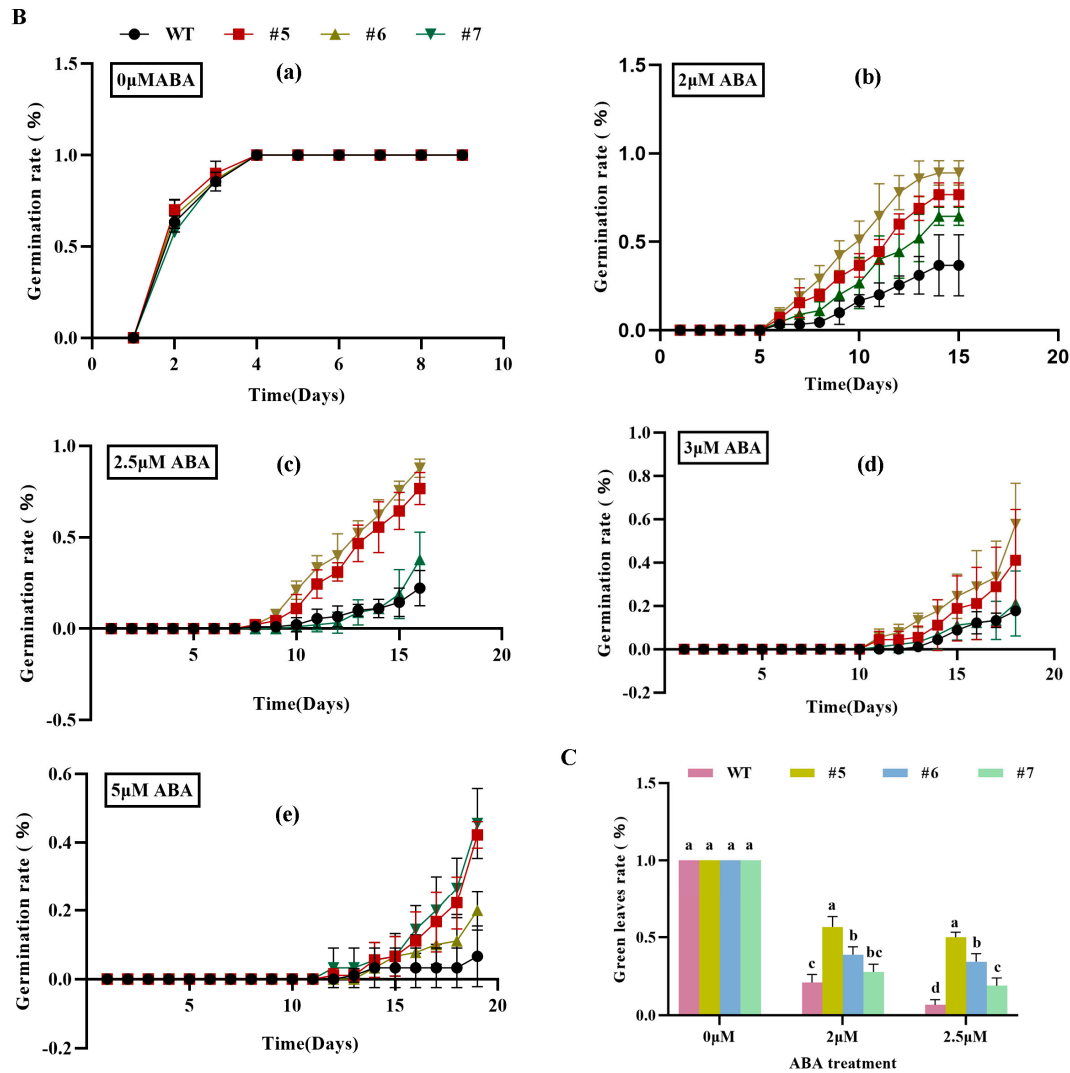 B
WT #5 #6 #7
0μMABA
(a)
Germination rate ( %)
1.5
1.0
0.5
0.0
0 2 4 6 8 10
Time(Days)
2μM ABA
(b)
Germination rate ( %)
1.5
1.0
0.5
0.0
0 5 10 15 20
Time(Days)
2.5μM ABA
(c)
Germination rate ( %)
1.0
0.5
0.0
-0.5
5 10 15 20
Time(Days)
3μM ABA
(d)
Germination rate ( %)
1.0
0.8
0.6
0.4
0.2
0.0
-0.2
5 10 15 20
Time(Days)
5μM ABA
(e)
Germination rate ( %)
0.6
0.4
0.2
0.0
-0.2
5 10 15 20
Time(Days)
C
WT #5 #6 #7
Green leaves rate ( %)
1.5
1.0
0.5
0.0
a a a a
c a b bc
d a b c
0μM 2μM 2.5μM
ABA treatment